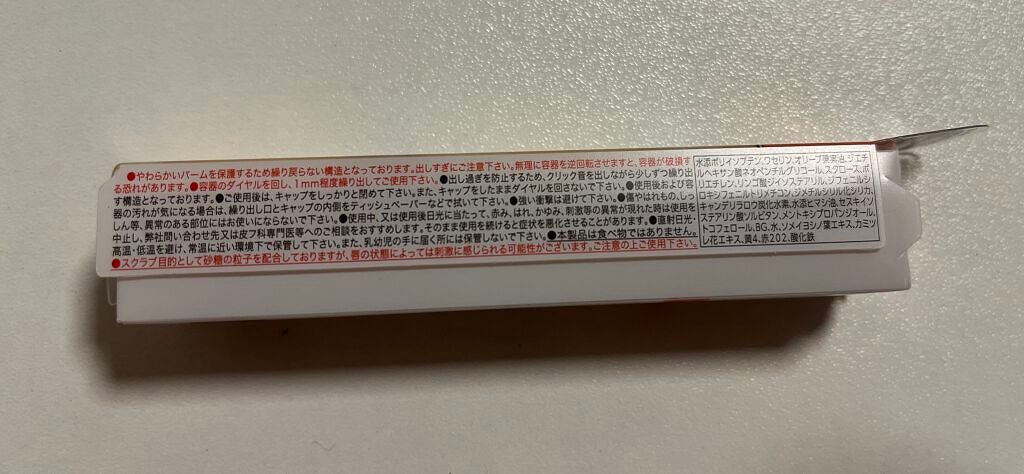 ●やわらかいバームを保護するため繰り戻らない構造となっております。出しすぎにご注意下さい。無理に容器を逆回転させますと、容器が破損す
る恐れがあります。●容器のダイヤルを回し、1mm程度繰り出してご使用下さい。●出し過ぎを防止するため、クリック音を出しながら少しずつ繰り出
す構造となっております。●ご使用後は、キャップをしっかりと閉めて下さい。また、キャップをしたままダイヤルを回さないで下さい。●使用後および容
器の汚れが気になる場合は、繰り出し口とキャップの内側をティッシュペーパーなどで拭いて下さい。●強い衝撃は避けて下さい。●傷やはれもの、しっ
しん等、異常のある部位にはお使いにならないで下さい。●使用中、又は使用後日光に当たって、赤み、はれ、かゆみ、刺激等の異常が現れた時は使用を
中止し、弊社問い合わせ先又は皮フ科専門医等へのご相談をおすすめします。そのまま使用を続けると症状を悪化させることがあります。●直射日光・
高温・低温を避け、常温に近い環境下で保管して下さい。また、乳幼児の手に届く所には保管しないで下さい。●本製品は食べ物ではありません。
●スクラブ目的として砂糖の粒子を配合しておりますが、唇の状態によっては刺激に感じられる可能性がございます。ご注意の上ご使用下さい。
水添ポリイソブテン、ワセリン、オリーブ果実油、ジエチ
ルヘキサン酸ネオペンチルグリコール、スクロース、ポ
リエチレン、リンゴ酸ジイソステアリル、ジフェニルジ
ロキシフェニルトリメチコン、ジメチルシリル化シリカ、
キャンデリラロウ炭化水素、水添ヒマシ油、セスキイソ
ステアリン酸ソルビタン、メントキシプロパンジオール、
トコフェロール、BG、水、ソメイヨシノ葉エキス、カミツ
レ花エキス、黄4、赤202、酸化鉄